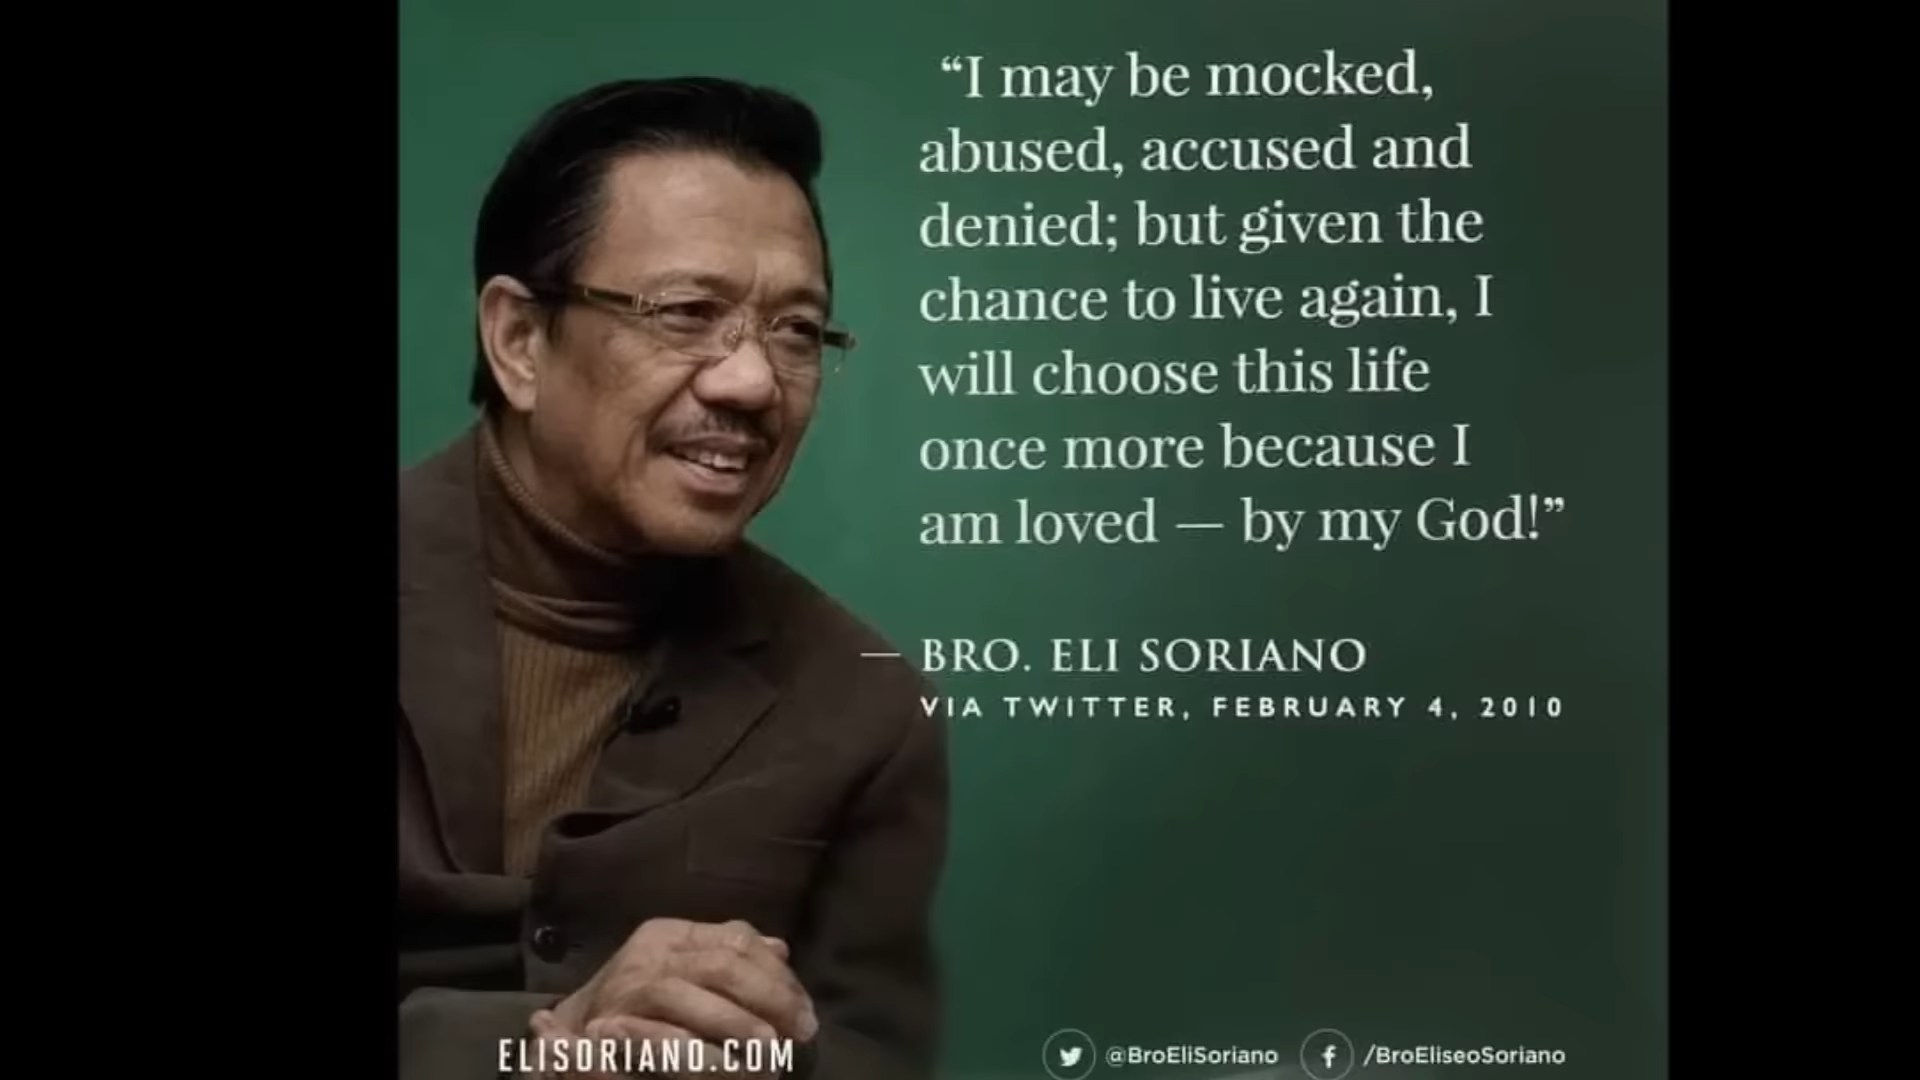 “I may be mocked,
abused, accused and
denied; but given the
chance to live again, I
will choose this life
once more because I
am loved — by my God!”
— BRO. ELI SORIANO
VIA TWITTER, FEBRUARY 4, 2010
ELISORIANO.COM
@BroEliSoriano
/BroEliseoSoriano